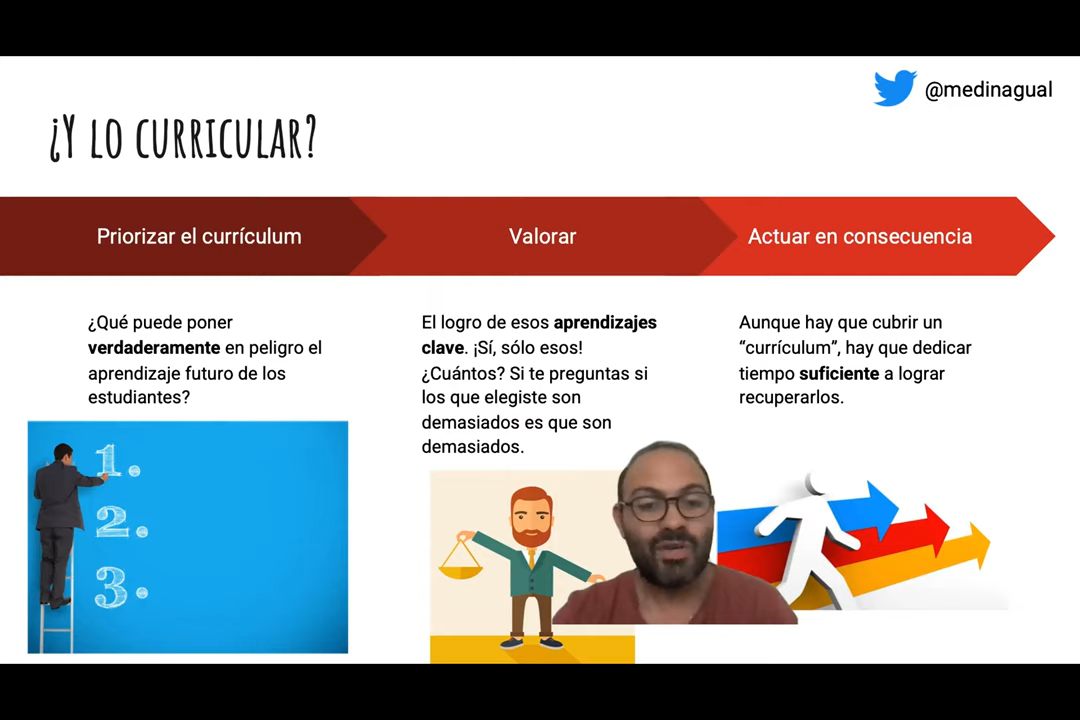 @medinagual
¿Y LO CURRICULAR?
Priorizar el currículum
Valorar
Actuar en consecuencia
¿Qué puede poner
verdaderamente en peligro el
aprendizaje futuro de los
estudiantes?
El logro de esos aprendizajes
clave. ¡Sí, sólo esos!
¿Cuántos? Si te preguntas si
los que elegiste son
demasiados es que son
demasiados.
Aunque hay que cubrir un
“currículum”, hay que dedicar
tiempo suficiente a lograr
recuperarlos.
1.
2.
3.